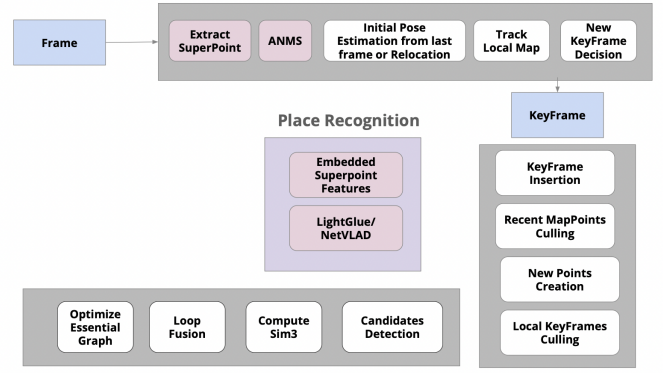 Frame
Extract
SuperPoint
ANMS
Initial Pose
Estimation from last
frame or Relocation
Track
Local Map
New
KeyFrame
Decision
KeyFrame
Place Recognition
Embedded
Superpoint
Features
LightGlue/
NetVLAD
KeyFrame
Insertion
Recent MapPoints
Culling
New Points
Creation
Local KeyFrames
Culling
Optimize
Essential
Graph
Loop
Fusion
Compute
Sim3
Candidates
Detection